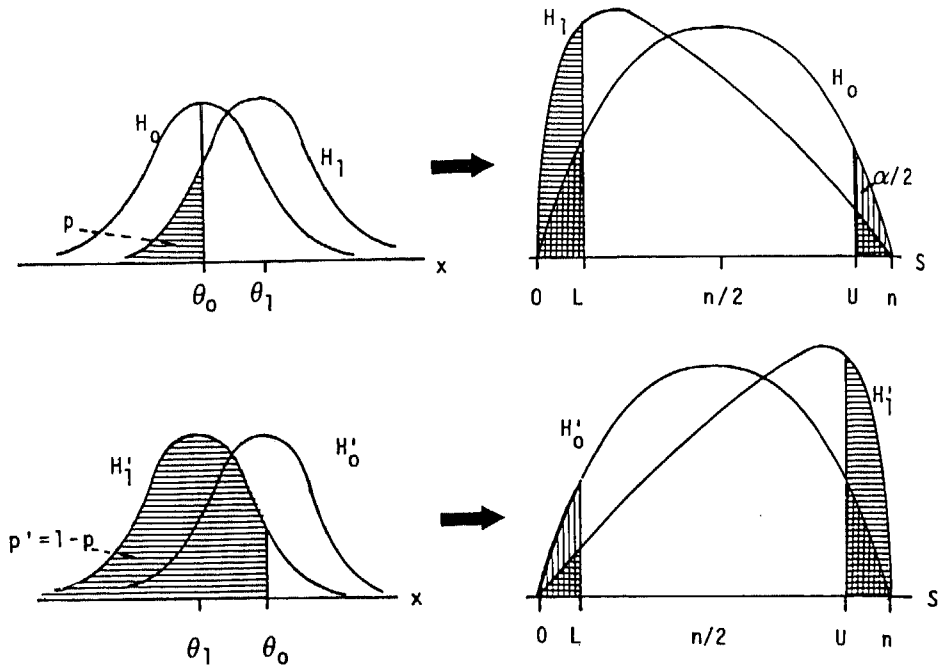 H₀
H₁
p
x
θ₀
θ₁
H₁
H₀
α/2
S
0
L
n/2
U
n
H₁'
H₀'
p'=1-p
x
θ₁
θ₀
H₀'
H₁'
S
0
L
n/2
U
n